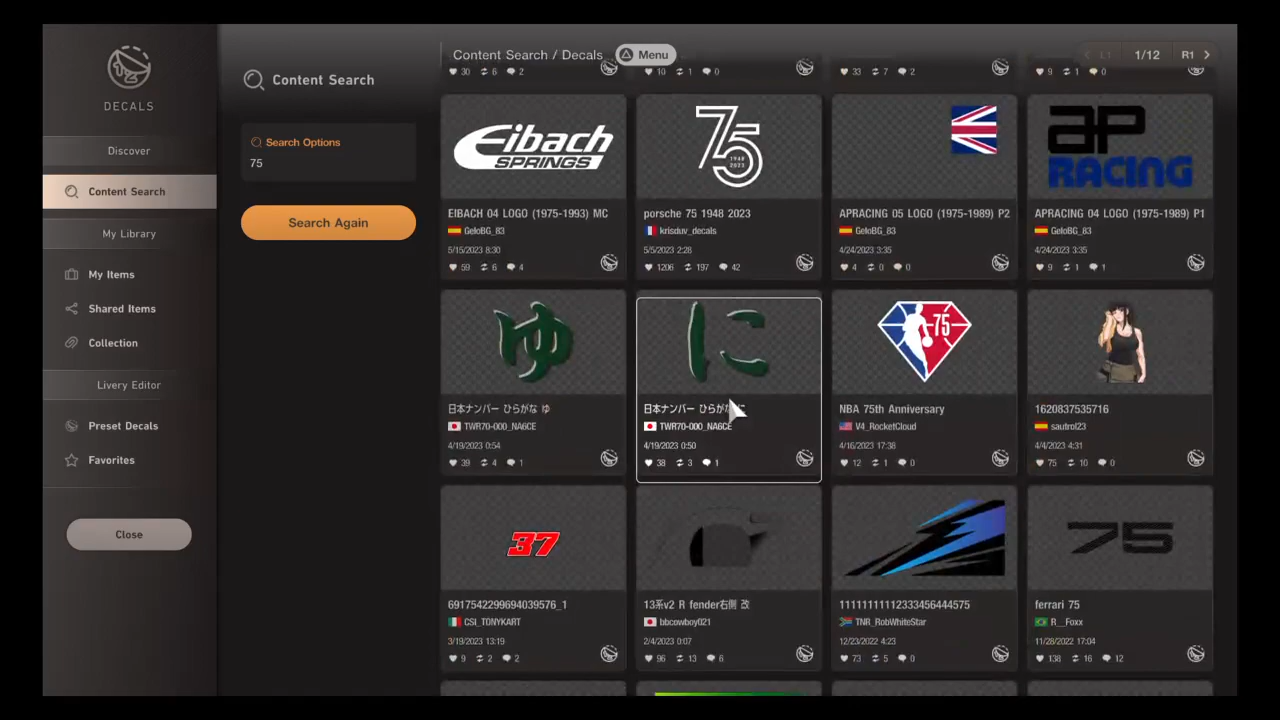 DECALS
Discover
Content Search
My Library
My Items
Shared Items
Collection
Livery Editor
Preset Decals
Favorites
Close
Content Search
Search Options
75
Search Again
Content Search / Decals Menu
L1 1/12 R1
30 6 2
10 1 0
33 7 2
9 1 0
Eibach
SPRINGS
EIBACH 04 LOGO (1975-1993) MC
GeloBG_83
5/15/2023 8:30
59 6 4
75
1948
2023
porsche 75 1948 2023
krisduv_decals
5/5/2023 2:28
1206 197 42
APRACING 05 LOGO (1975-1989) P2
GeloBG_83
4/24/2023 3:35
4 0 0
aP
RACING
APRACING 04 LOGO (1975-1989) P1
GeloBG_83
4/24/2023 3:35
9 1 1
ゆ
日本ナンバー ひらがな ゆ
TWR70-000_NA6CE
4/19/2023 0:54
39 4 1
に
日本ナンバー ひらがな に
TWR70-000_NA6CE
4/19/2023 0:50
38 3 1
75
NBA 75th Anniversary
V4_RocketCloud
4/16/2023 17:38
12 1 0
1620837535716
sautrol23
4/4/2023 4:31
75 10 0
37
6917542299694039576_1
CSI_TONYKART
3/19/2023 13:19
9 2 2
13系v2 R fender右側 改
bbcowboy021
2/4/2023 0:07
96 13 6
11111111112333456444575
TNR_RobWhiteStar
12/23/2022 4:23
73 5 0
75
ferrari 75
R__Foxx
11/28/2022 17:04
138 16 12